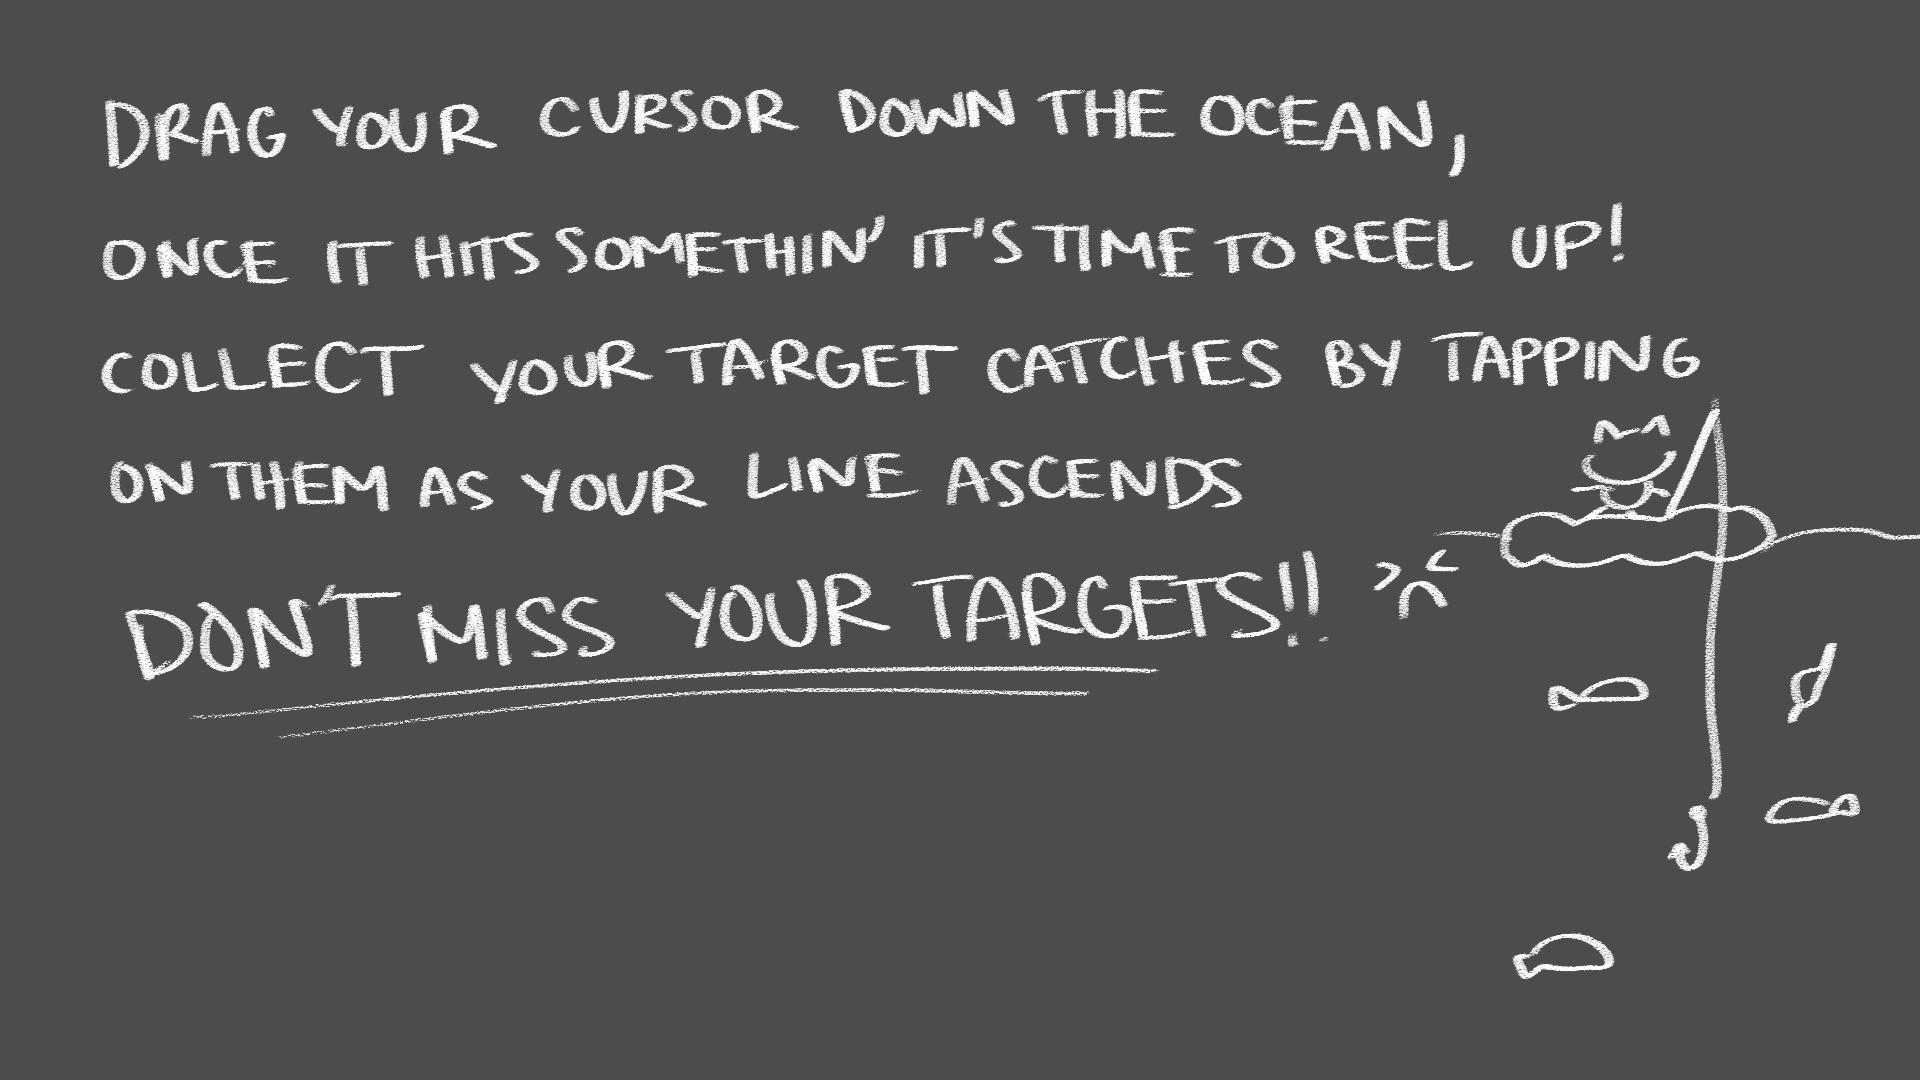 DRAG YOUR CURSOR DOWN THE OCEAN,
ONCE IT HITS SOMETHIN' IT'S TIME TO REEL UP!
COLLECT YOUR TARGET CATCHES BY TAPPING
ON THEM AS YOUR LINE ASCENDS
DON'T MISS YOUR TARGETS!!